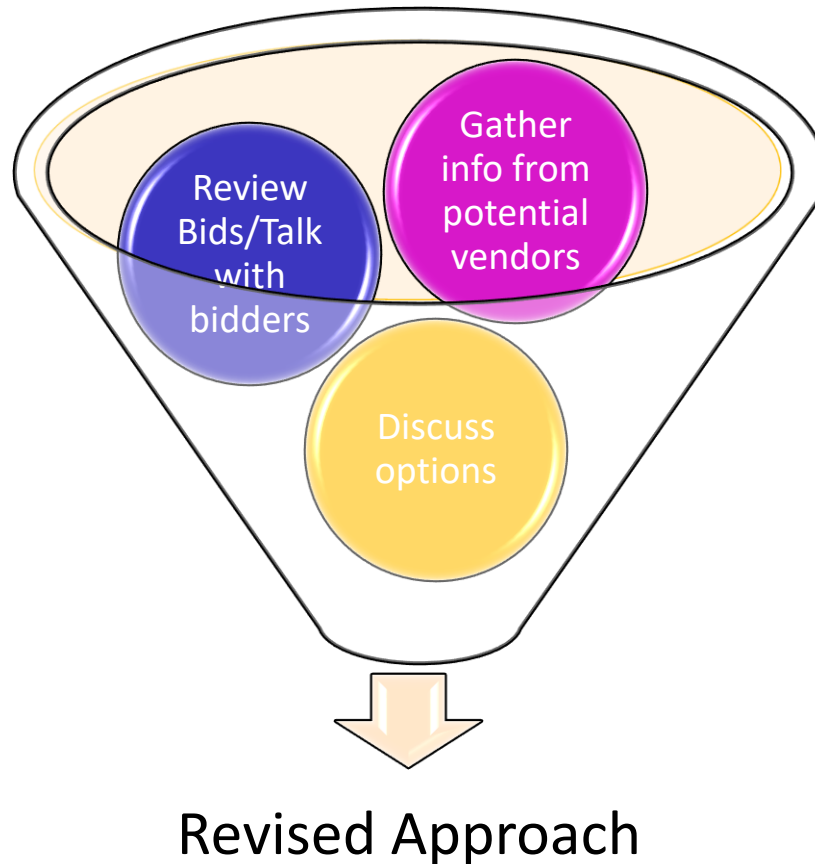 Gather
info from
potential
vendors
Review
Bids/Talk
with
bidders
Discuss
options
Revised Approach